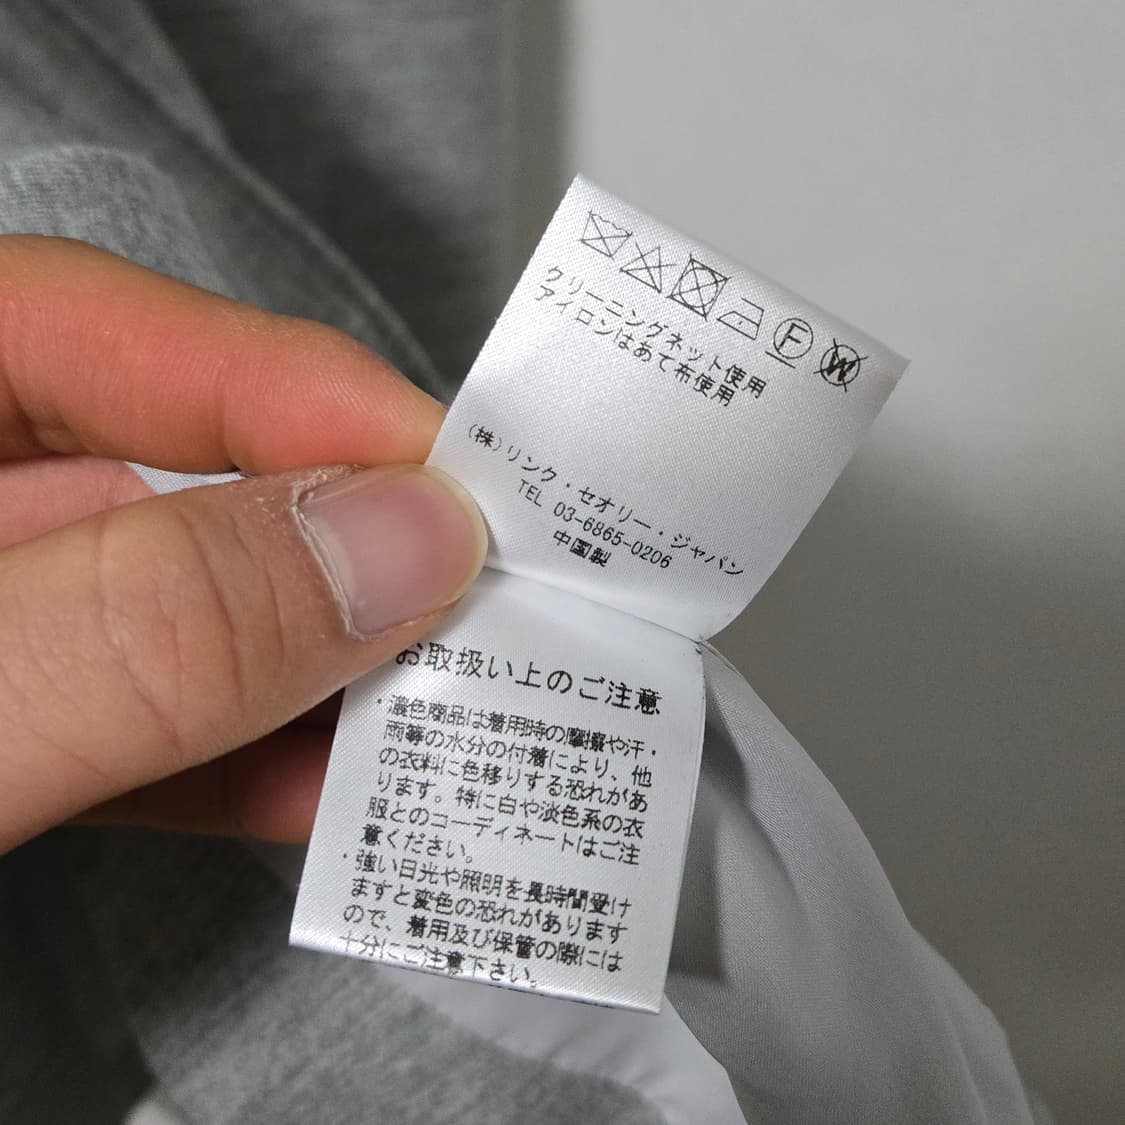 F W
クリーニングネット使用
アイロンはあて布使用
(株)リンク・セオリー・ジャパン
TEL 03-6865-0206
中国製
お取扱い上のご注意
・濃色商品は着用時の摩擦や汗・
雨等の水分の付着により、他
の衣料に色移りする恐れがあ
ります。特に白や淡色系の衣
服とのコーディネートはご注
意ください。
・強い日光や照明を長時間受け
ますと変色の恐れがあります
ので、着用及び保管の際には
十分にご注意下さい。